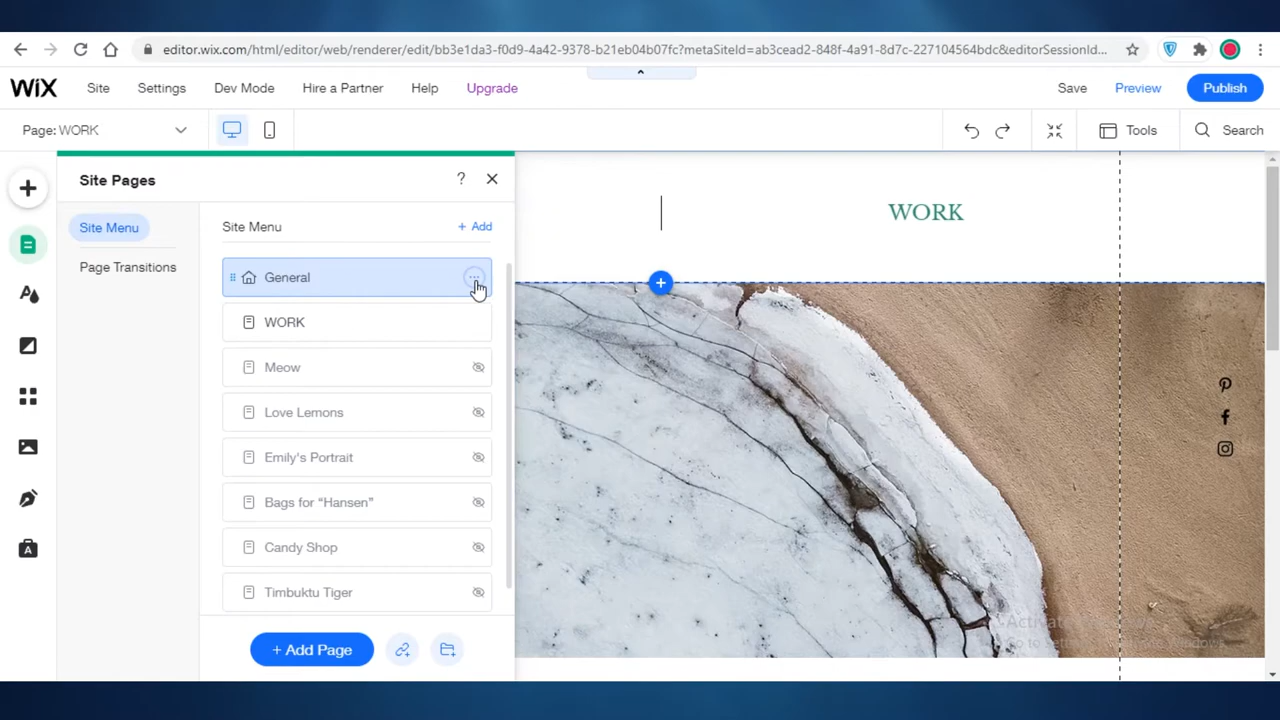 editor.wix.com/html/editor/web/renderer/edit/bb3e1da3-f0d9-4a42-9378-b21eb04b07fc?metaSiteId=ab3cead2-848f-4a91-8d7c-227104564bdc&editorSessionId...
WiX Site Settings Dev Mode Hire a Partner Help Upgrade Save Preview Publish
Page: WORK Tools Search
Site Pages ?
Site Menu
Page Transitions
Site Menu + Add
General
WORK
Meow
Love Lemons
Emily's Portrait
Bags for “Hansen”
Candy Shop
Timbuktu Tiger
+ Add Page
WORK